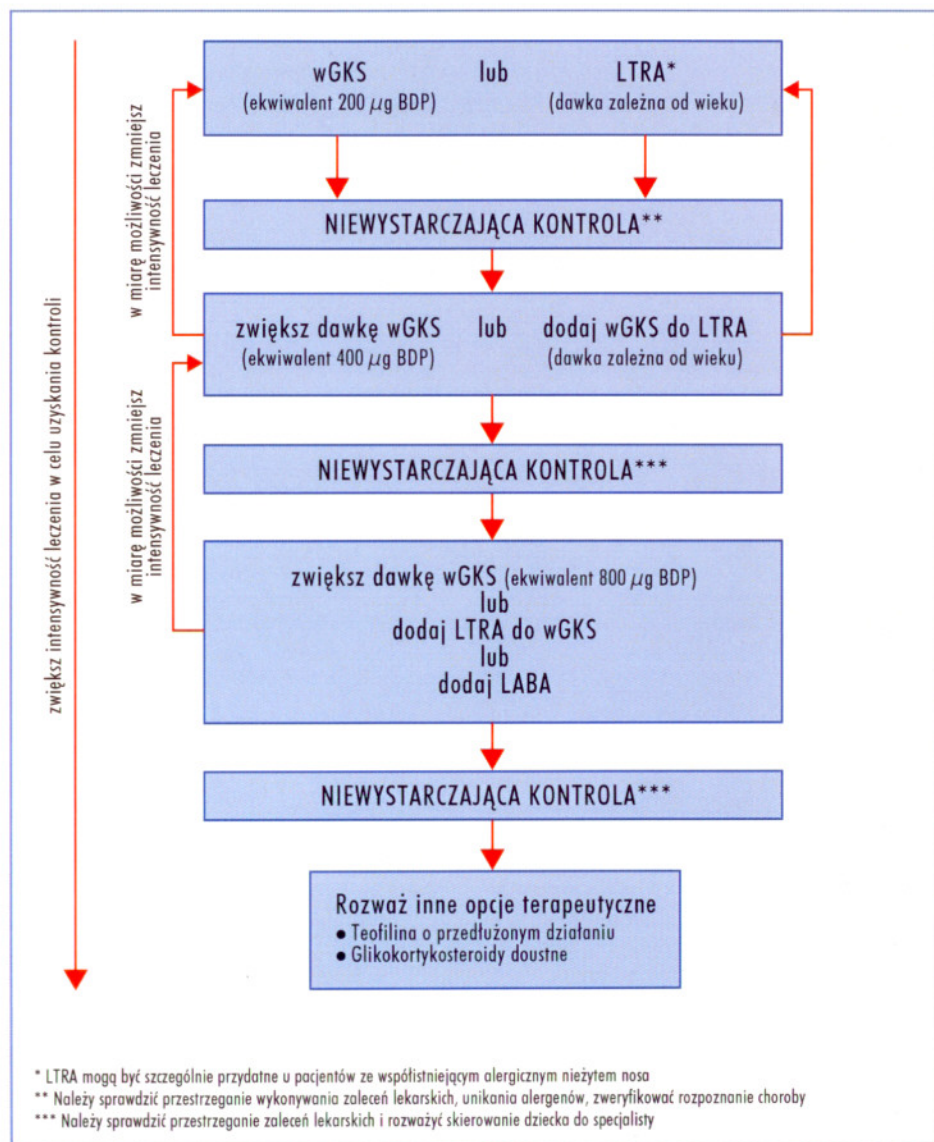 wGKS lub LTRA*
(ekwiwalent 200 µg BDP) (dawka zależna od wieku)
w miarę możliwości zmniejsz
intensywność leczenia
NIEWYSTARCZAJĄCA KONTROLA**
zwiększ dawkę wGKS lub dodaj wGKS do LTRA
(ekwiwalent 400 µg BDP) (dawka zależna od wieku)
zwiększ intensywność leczenia w celu uzyskania kontroli
w miarę możliwości zmniejsz
intensywność leczenia
NIEWYSTARCZAJĄCA KONTROLA***
zwiększ dawkę wGKS (ekwiwalent 800 µg BDP)
lub
dodaj LTRA do wGKS
lub
dodaj LABA
NIEWYSTARCZAJĄCA KONTROLA***
Rozważ inne opcje terapeutyczne
● Teofilina o przedłużonym działaniu
● Glikokortykosteroidy doustne
* LTRA mogą być szczególnie przydatne u pacjentów ze współistniejącym alergicznym nieżytem nosa
** Należy sprawdzić przestrzeganie wykonywania zaleceń lekarskich, unikania alergenów, zweryfikować rozpoznanie choroby
*** Należy sprawdzić przestrzeganie zaleceń lekarskich i rozważyć skierowanie dziecka do specjalisty